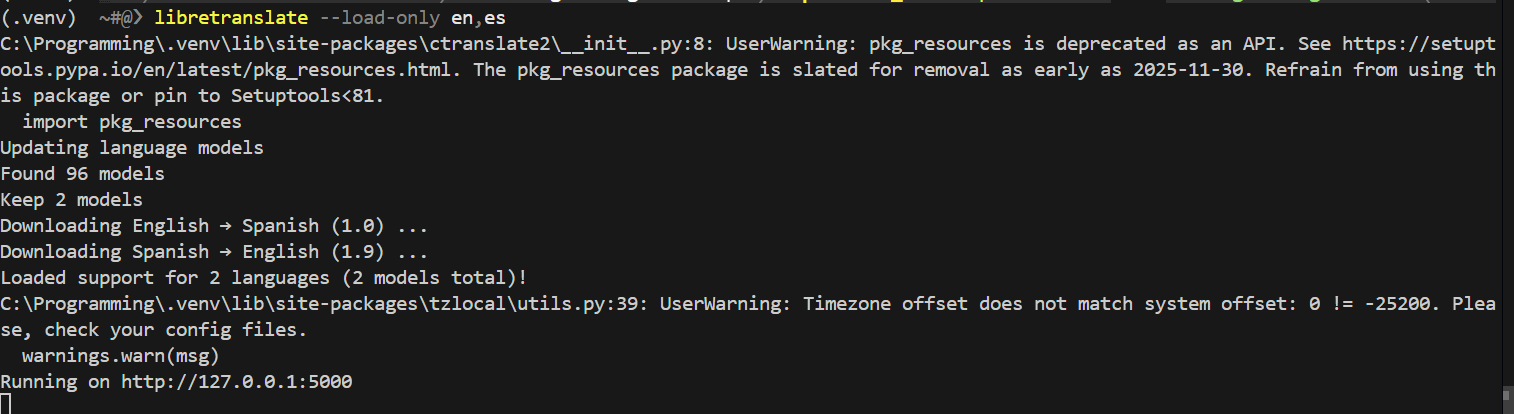 (.venv) ~#@❯ libretranslate --load-only en,es
C:\Programming\.venv\lib\site-packages\ctranslate2\__init__.py:8: UserWarning: pkg_resources is deprecated as an API. See https://setupt
ools.pypa.io/en/latest/pkg_resources.html. The pkg_resources package is slated for removal as early as 2025-11-30. Refrain from using th
is package or pin to Setuptools<81.
  import pkg_resources
Updating language models
Found 96 models
Keep 2 models
Downloading English → Spanish (1.0) ...
Downloading Spanish → English (1.9) ...
Loaded support for 2 languages (2 models total)!
C:\Programming\.venv\lib\site-packages\tzlocal\utils.py:39: UserWarning: Timezone offset does not match system offset: 0 != -25200. Plea
se, check your config files.
  warnings.warn(msg)
Running on http://127.0.0.1:5000